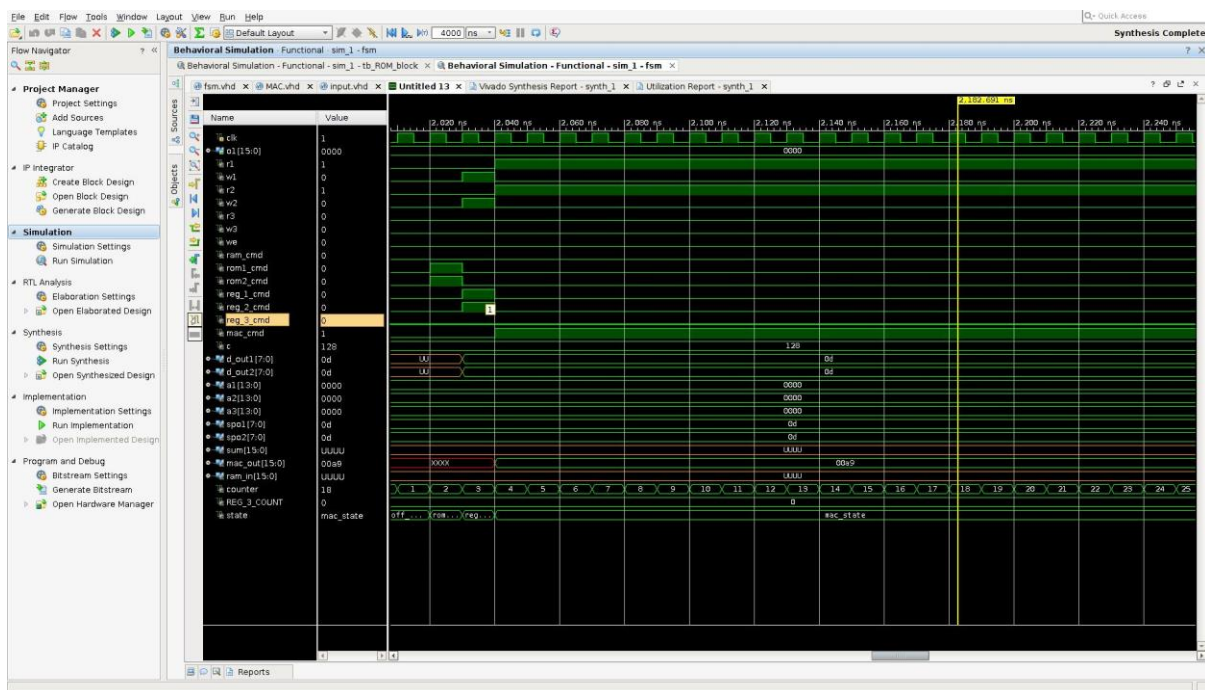 File Edit Flow Tools Window Layout View Run Help
Q- Quick Access
Default Layout
4000 ns
Synthesis Complete
Flow Navigator
Behavioral Simulation - Functional - sim_1 - fsm
Behavioral Simulation - Functional - sim_1 - tb_ROM_block × Behavioral Simulation - Functional - sim_1 - fsm ×
fsm.vhd × MAC.vhd × input.vhd × Untitled 13 × Vivado Synthesis Report - synth_1 × Utilization Report - synth_1 ×
Project Manager
Project Settings
Add Sources
Language Templates
IP Catalog
IP Integrator
Create Block Design
Open Block Design
Generate Block Design
Simulation
Simulation Settings
Run Simulation
RTL Analysis
Elaboration Settings
Open Elaborated Design
Synthesis
Synthesis Settings
Run Synthesis
Open Synthesized Design
Implementation
Implementation Settings
Run Implementation
Open Implemented Design
Program and Debug
Bitstream Settings
Generate Bitstream
Open Hardware Manager
Sources
Objects
Name Value
2,182.691 ns
2,020 ns 2,040 ns 2,060 ns 2,080 ns 2,100 ns 2,120 ns 2,140 ns 2,160 ns 2,180 ns 2,200 ns 2,220 ns 2,240 ns
clk 1
o1[15:0] 0000 0000
r1 1
w1 0
r2 1
w2 0
r3 0
w3 0
we 0
ram_cmd 0
rom1_cmd 0
rom2_cmd 0
reg_1_cmd 0
reg_2_cmd 0 1
reg_3_cmd 0
mac_cmd 1
c 128 128
d_out1[7:0] 0d UU 0d
d_out2[7:0] 0d UU 0d
a1[13:0] 0000 0000
a2[13:0] 0000 0000
a3[13:0] 0000 0000
spo1[7:0] 0d 0d
spo2[7:0] 0d 0d
sum[15:0] UUUU UUUU
mac_out[15:0] 00a9 XXXX 00a9
ram_in[15:0] UUUU UUUU
counter 18 1 2 3 4 5 6 7 8 9 10 11 12 13 14 15 16 17 18 19 20 21 22 23 24 25
REG_3_COUNT 0 0
state mac_state off_... rom... reg... mac_state
Reports